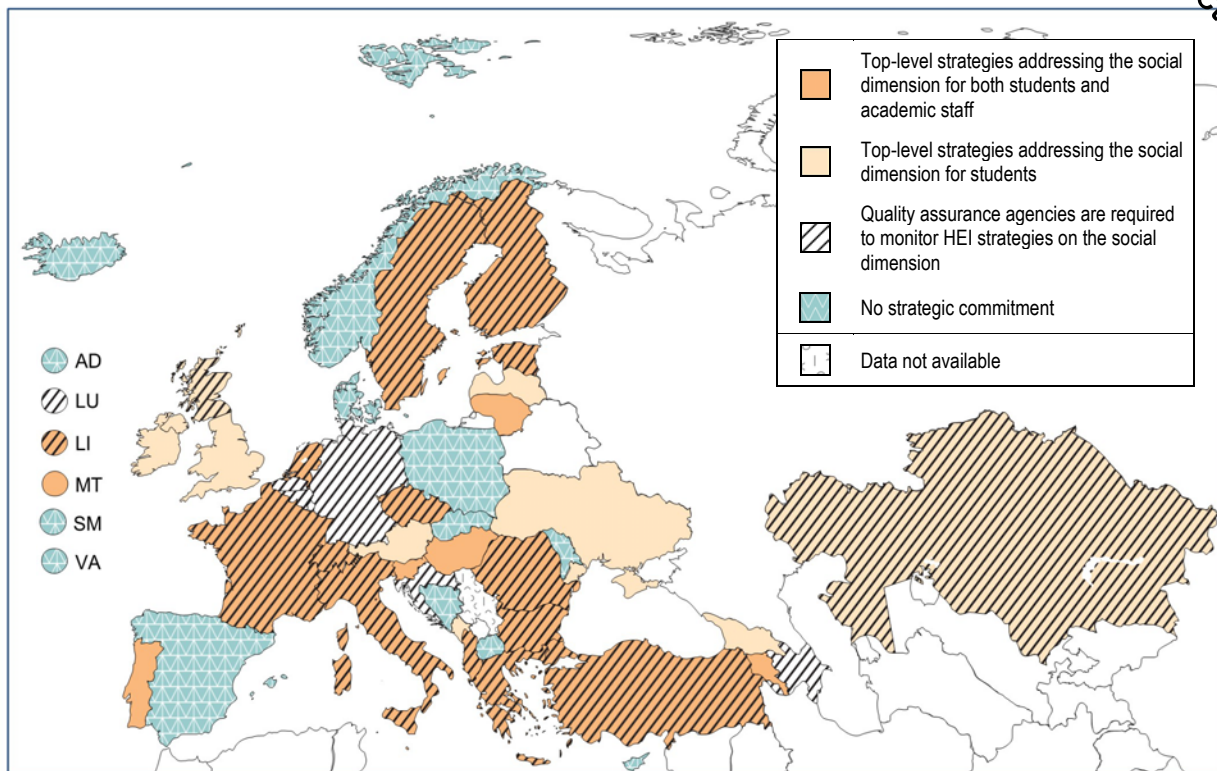 Top-level strategies addressing the social
dimension for both students and
academic staff
Top-level strategies addressing the social
dimension for students
Quality assurance agencies are required
to monitor HEI strategies on the social
dimension
No strategic commitment
Data not available
AD
LU
LI
MT
SM
VA